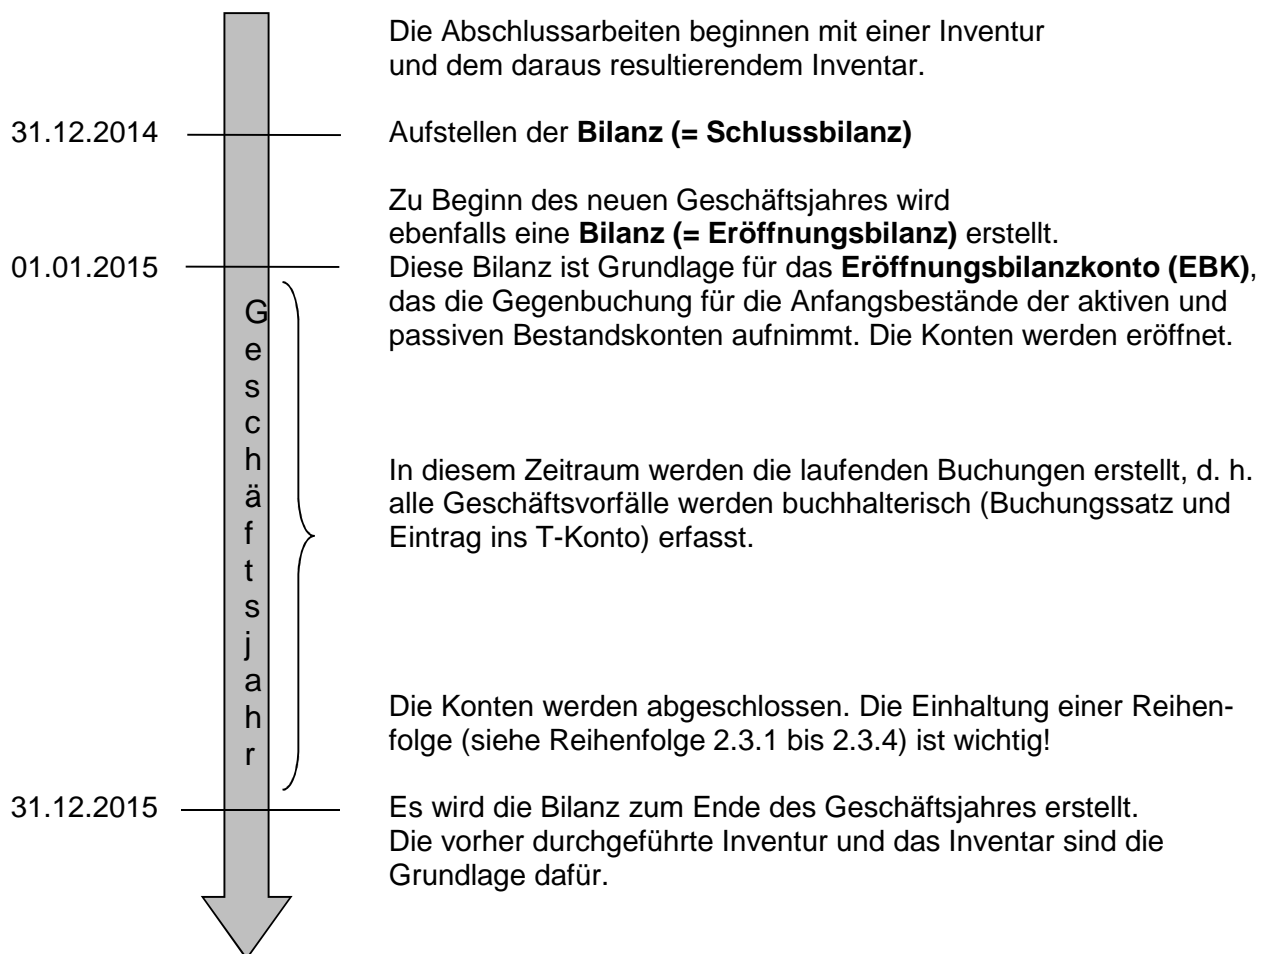 Die Abschlussarbeiten beginnen mit einer Inventur
und dem daraus resultierendem Inventar.
31.12.2014
Aufstellen der Bilanz (= Schlussbilanz)
Zu Beginn des neuen Geschäftsjahres wird
ebenfalls eine Bilanz (= Eröffnungsbilanz) erstellt.
01.01.2015
Diese Bilanz ist Grundlage für das Eröffnungsbilanzkonto (EBK),
das die Gegenbuchung für die Anfangsbestände der aktiven und
passiven Bestandskonten aufnimmt. Die Konten werden eröffnet.
Geschäftsjahr
In diesem Zeitraum werden die laufenden Buchungen erstellt, d. h.
alle Geschäftsvorfälle werden buchhalterisch (Buchungssatz und
Eintrag ins T-Konto) erfasst.
Die Konten werden abgeschlossen. Die Einhaltung einer Reihen-
folge (siehe Reihenfolge 2.3.1 bis 2.3.4) ist wichtig!
31.12.2015
Es wird die Bilanz zum Ende des Geschäftsjahres erstellt.
Die vorher durchgeführte Inventur und das Inventar sind die
Grundlage dafür.